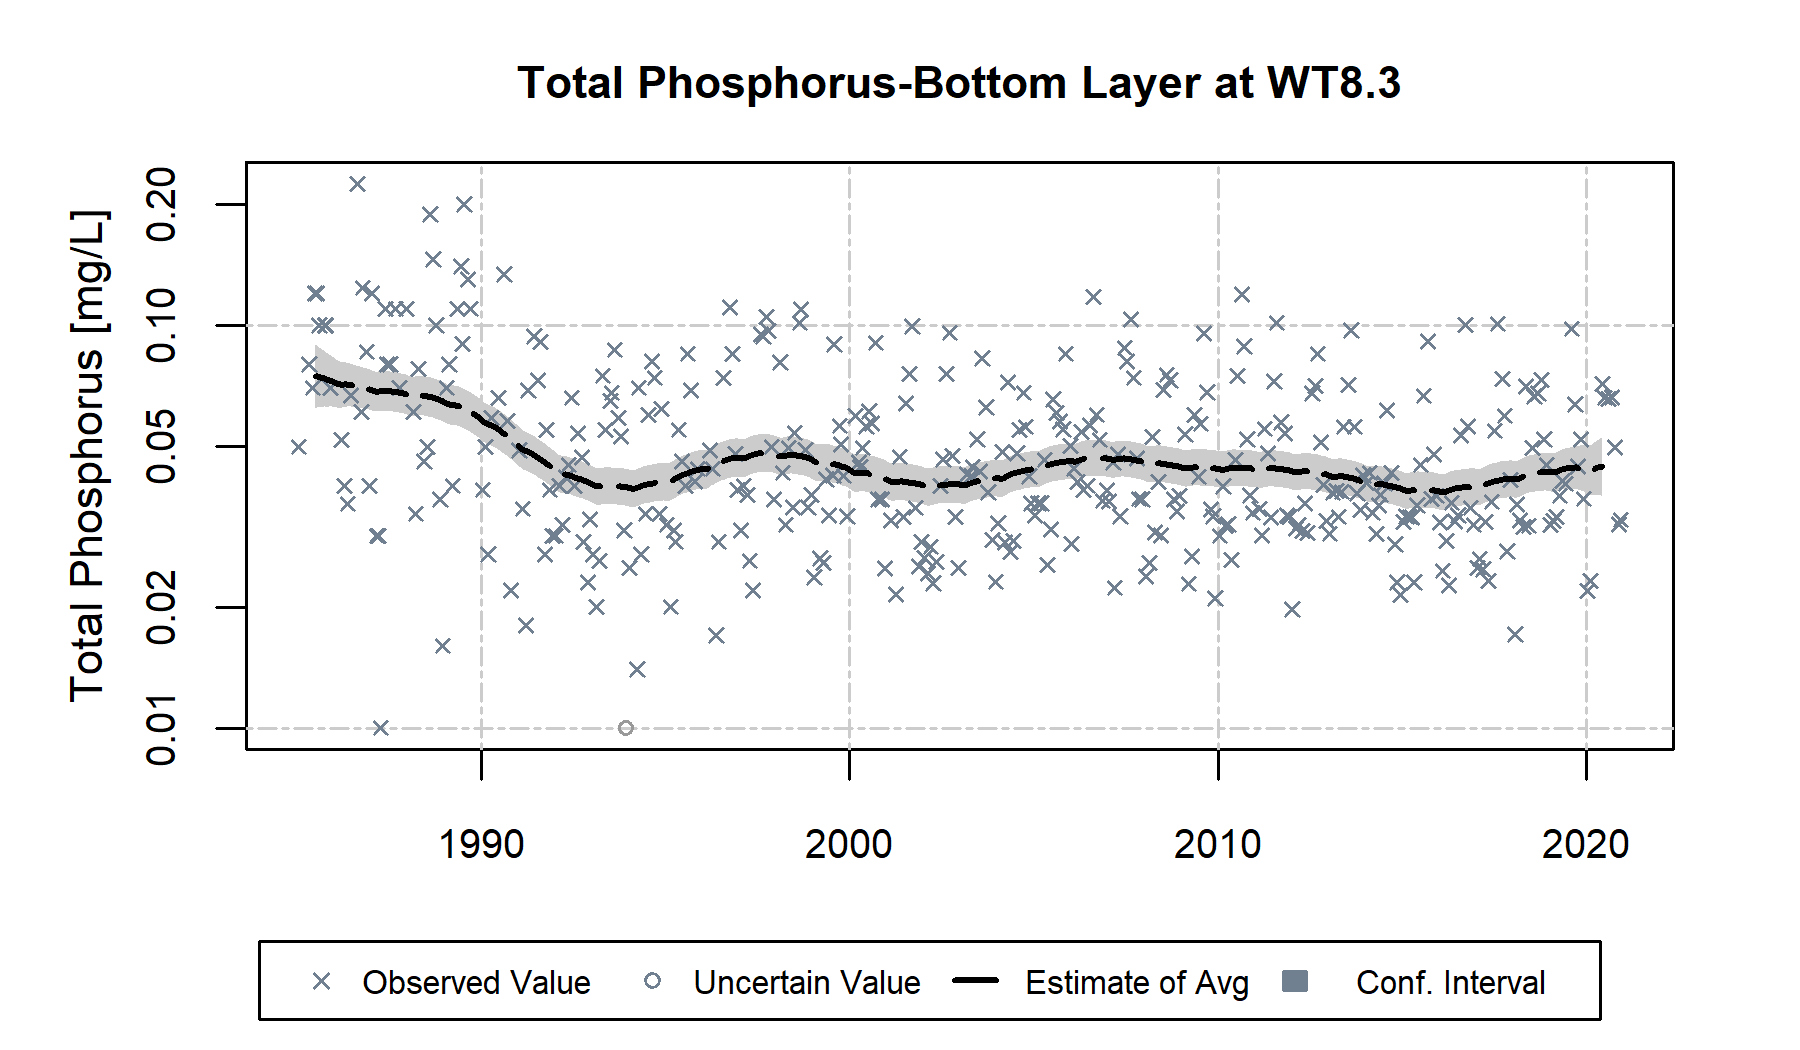 Total Phosphorus-Bottom Layer at WT8.3
Total Phosphorus [mg/L]
0.20
0.10
0.05
0.02
0.01
1990 2000 2010 2020
Observed Value Uncertain Value Estimate of Avg Conf. Interval